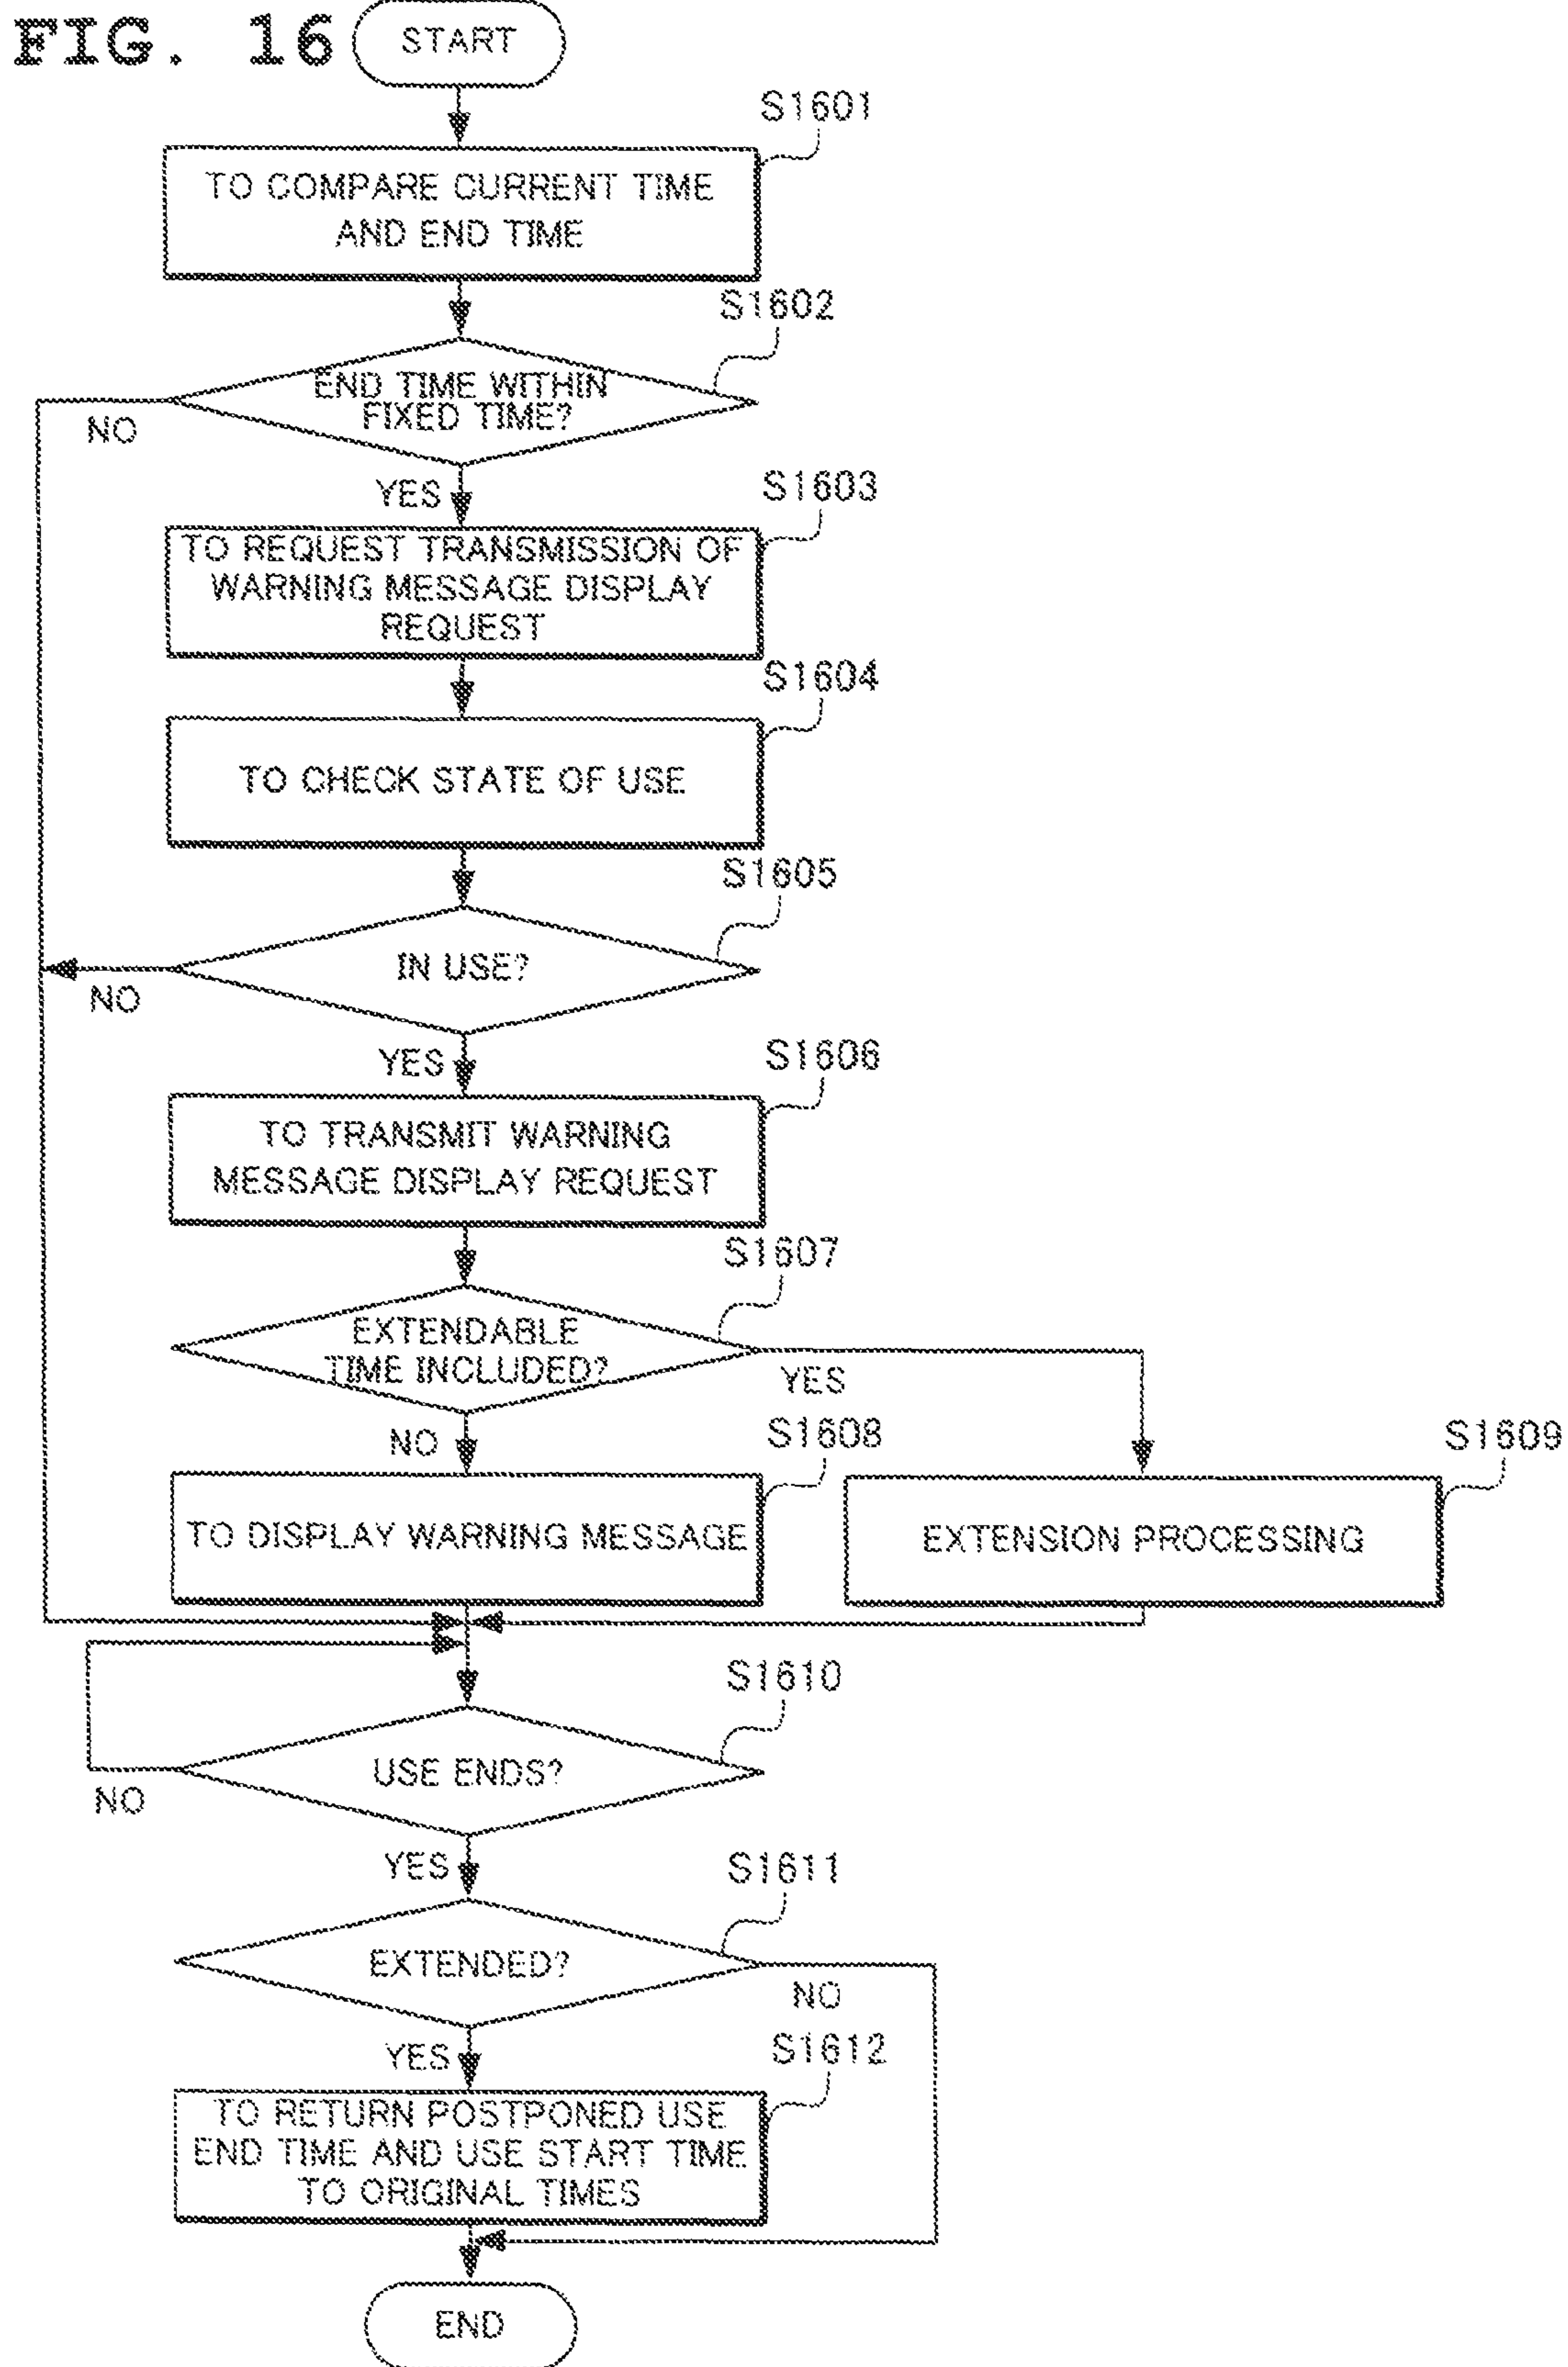 FIG. 16
START
S1601
TO COMPARE CURRENT TIME
AND END TIME
S1602
END TIME WITHIN
FIXED TIME?
NO
YES
S1603
TO REQUEST TRANSMISSION OF
WARNING MESSAGE DISPLAY
REQUEST
S1604
TO CHECK STATE OF USE
S1605
IN USE?
NO
YES
S1606
TO TRANSMIT WARNING
MESSAGE DISPLAY REQUEST
S1607
EXTENDABLE
TIME INCLUDED?
YES
NO
S1608
S1609
TO DISPLAY WARNING MESSAGE
EXTENSION PROCESSING
S1610
USE ENDS?
NO
YES
S1611
EXTENDED?
NO
YES
S1612
TO RETURN POSTPONED USE
END TIME AND USE START TIME
TO ORIGINAL TIMES
END